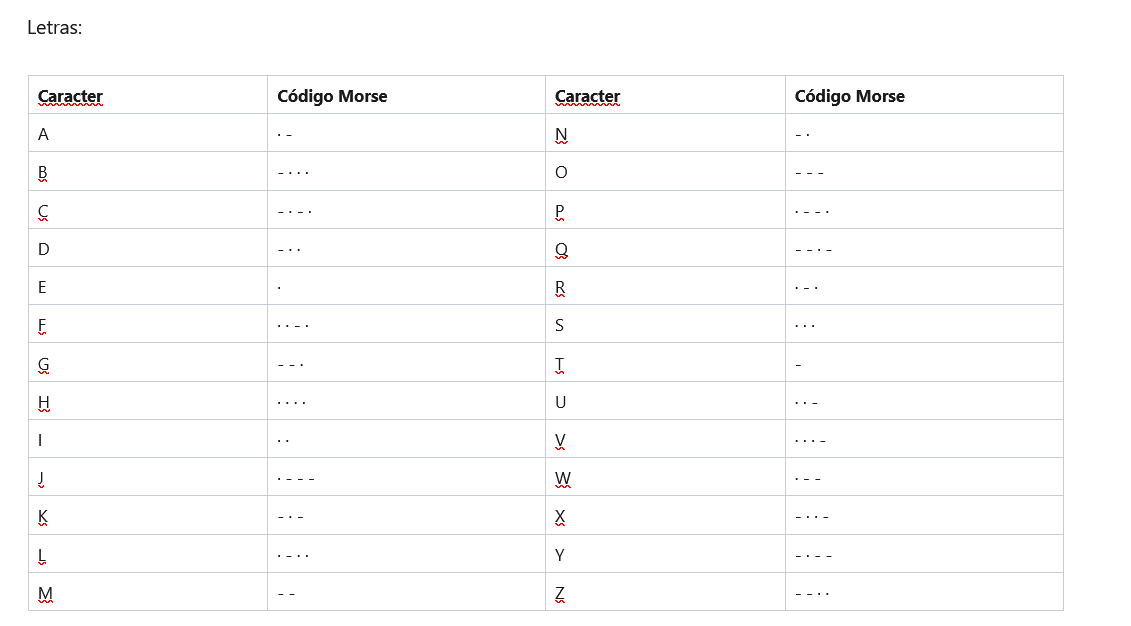 Letras:
Caracter Código Morse Caracter Código Morse
A · - N - ·
B - · · · O - - -
C - · - · P · - - ·
D - · · Q - - · -
E · R · - ·
F · · - · S · · ·
G - - · T -
H · · · · U · · -
I · · V · · · -
J · - - - W · - -
K - · - X - · · -
L · - · · Y - · - -
M - - Z - - · ·